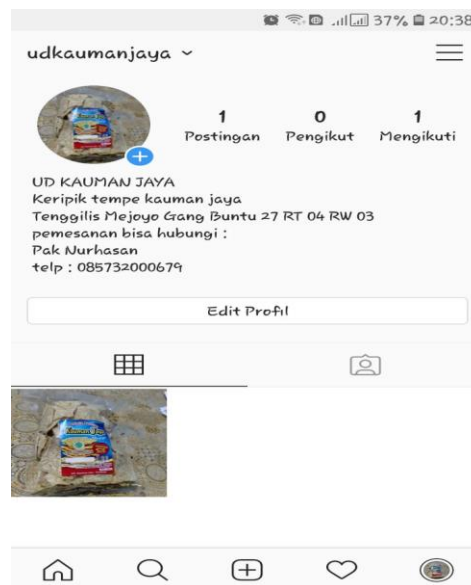 37% 20:38
udkaumanjaya
1 0 1
Postingan Pengikut Mengikuti
UD KAUMAN JAYA
Keripik tempe kauman jaya
Tenggilis Mejoyo Gang Buntu 27 RT 04 RW 03
pemesanan bisa hubungi :
Pak Nurhasan
telp : 085732000679
Edit Profil